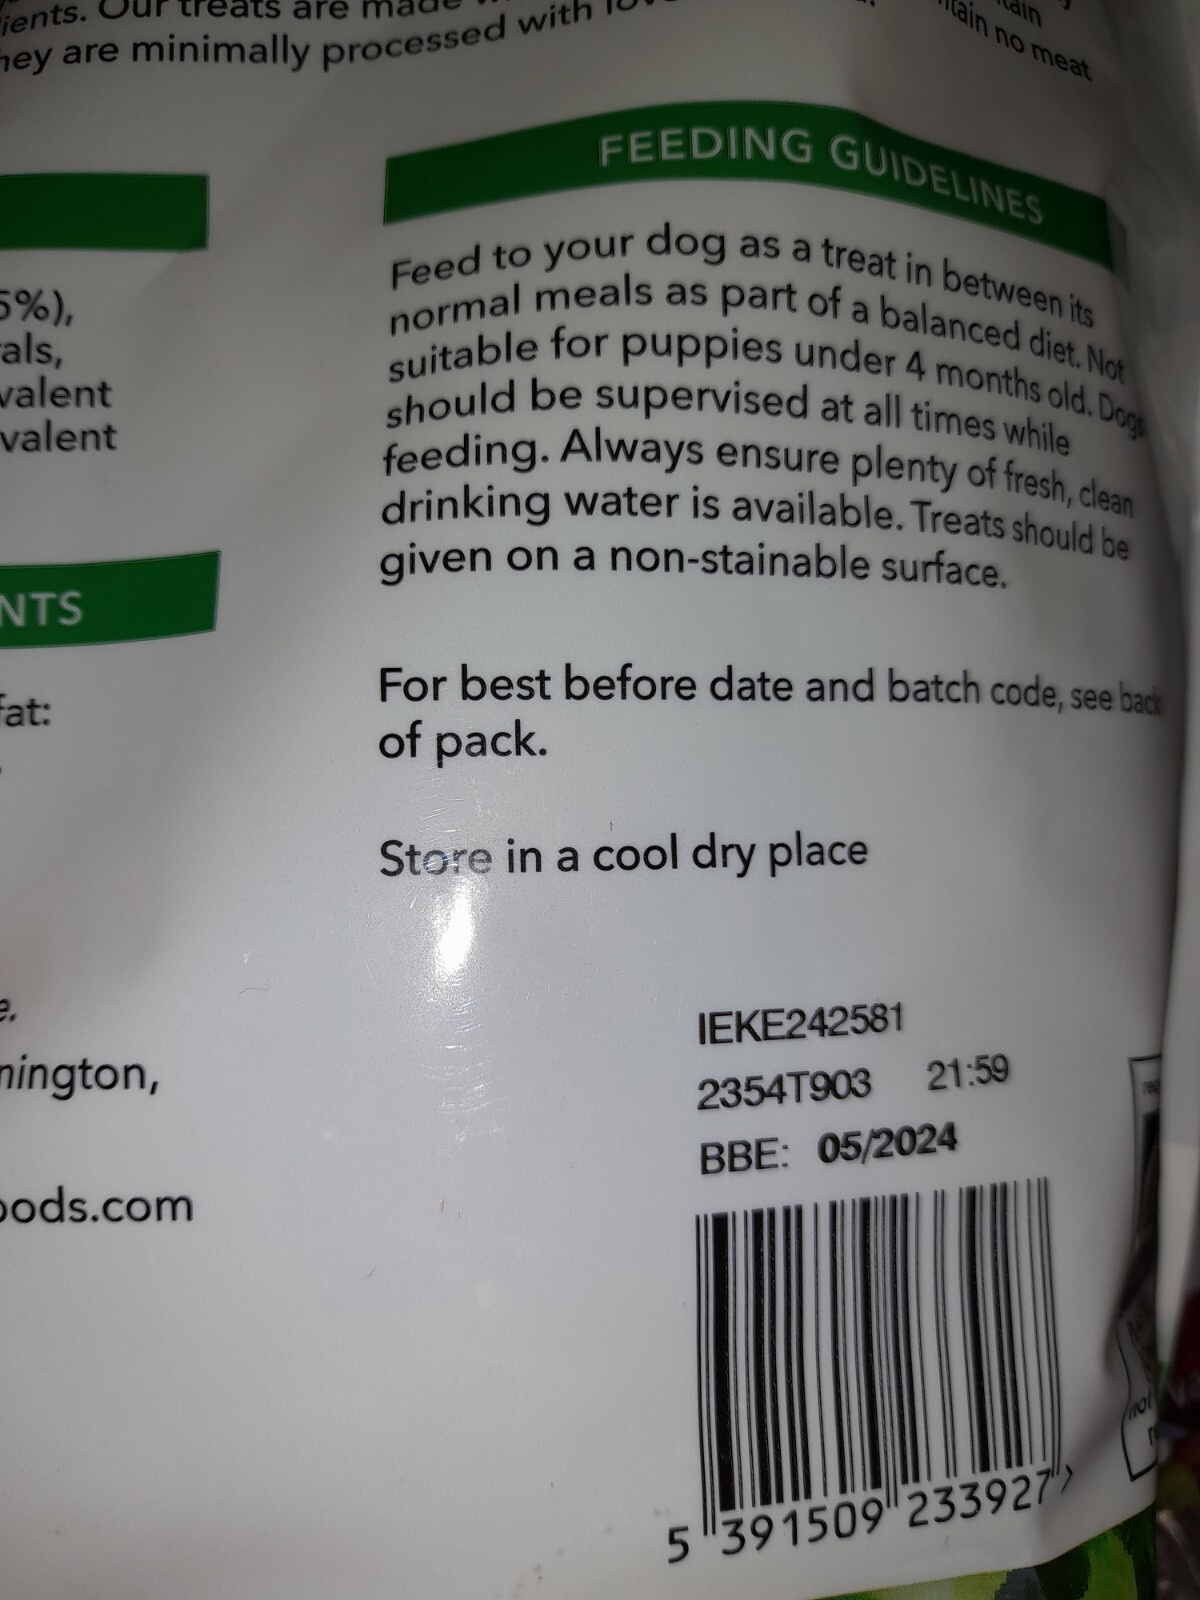 ients. Our treats are made
hey are minimally processed with
tain
ntain no meat
5%),
als,
valent
valent
NTS
fat:
e.
nington,
oods.com
FEEDING GUIDELINES
Feed to your dog as a treat in between its
normal meals as part of a balanced diet. Not
suitable for puppies under 4 months old. Dogs
should be supervised at all times while
feeding. Always ensure plenty of fresh, clean
drinking water is available. Treats should be
given on a non-stainable surface.
For best before date and batch code, see back
of pack.
Store in a cool dry place
IEKE242581
2354T903 21:59
BBE: 05/2024
5 391509 233927 >